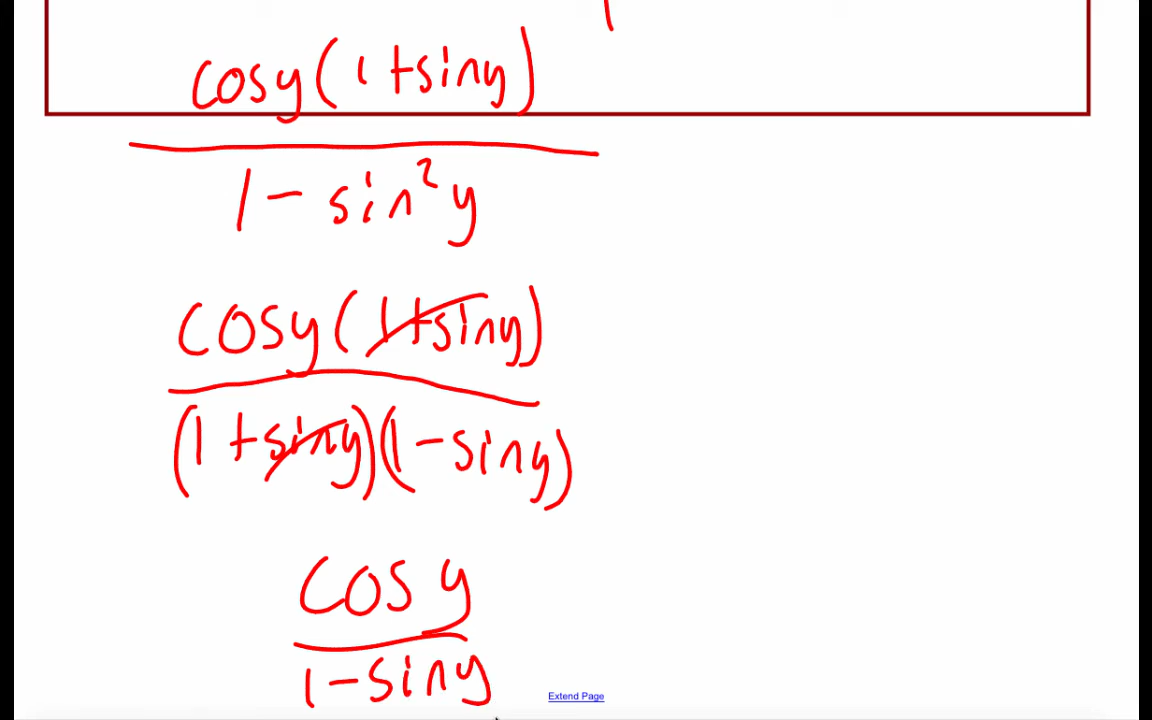 cosy(1+siny)
1-sin²y
cosy(1+siny)
(1+siny)(1-siny)
cosy
1-siny
Extend Page